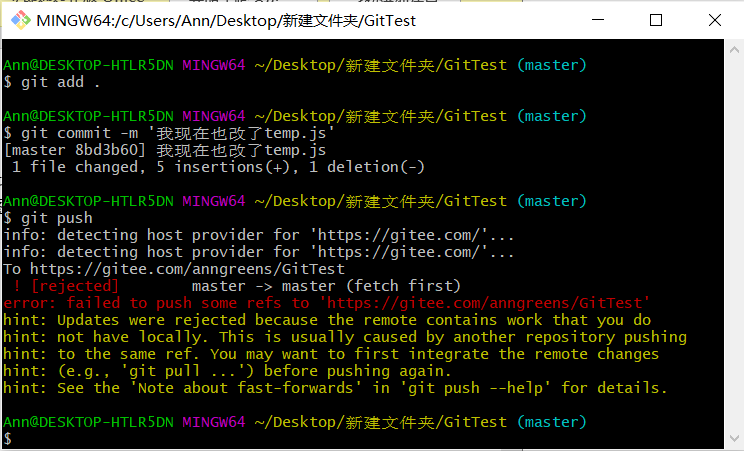 MINGW64:/c/Users/Ann/Desktop/新建文件夹/GitTest
Ann@DESKTOP-HTLR5DN MINGW64 ~/Desktop/新建文件夹/GitTest (master)
$ git add .
Ann@DESKTOP-HTLR5DN MINGW64 ~/Desktop/新建文件夹/GitTest (master)
$ git commit -m '我现在也改了temp.js'
[master 8bd3b60] 我现在也改了temp.js
1 file changed, 5 insertions(+), 1 deletion(-)
Ann@DESKTOP-HTLR5DN MINGW64 ~/Desktop/新建文件夹/GitTest (master)
$ git push
info: detecting host provider for 'https://gitee.com/'...
info: detecting host provider for 'https://gitee.com/'...
To https://gitee.com/anngreens/GitTest
! [rejected]        master -> master (fetch first)
error: failed to push some refs to 'https://gitee.com/anngreens/GitTest'
hint: Updates were rejected because the remote contains work that you do
hint: not have locally. This is usually caused by another repository pushing
hint: to the same ref. You may want to first integrate the remote changes
hint: (e.g., 'git pull ...') before pushing again.
hint: See the 'Note about fast-forwards' in 'git push --help' for details.
Ann@DESKTOP-HTLR5DN MINGW64 ~/Desktop/新建文件夹/GitTest (master)
$